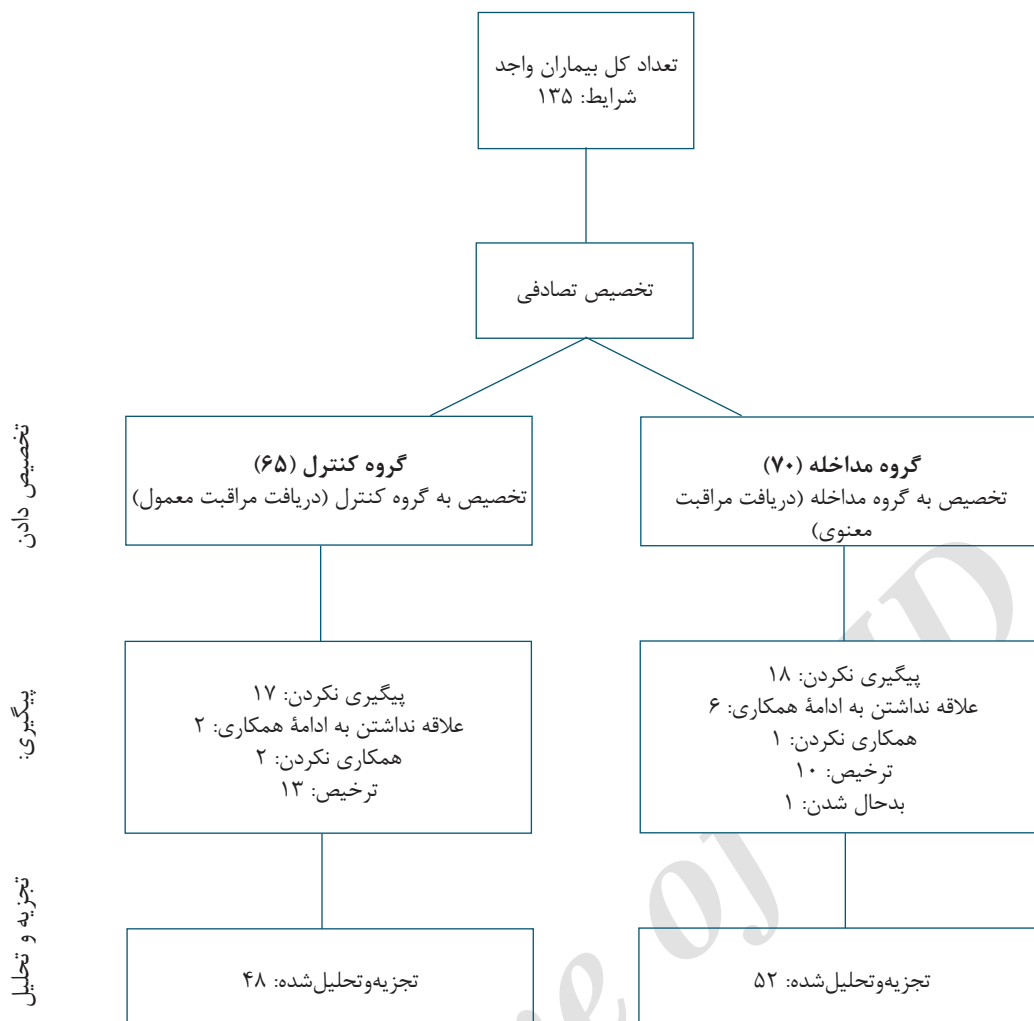 تعداد کل بیماران واجد
شرایط: ۱۳۵
تخصیص تصادفی
تخصیص دادن
گروه مداخله (۷۰)
تخصیص به گروه مداخله (دریافت مراقبت
معنوی)
گروه کنترل (۶۵)
تخصیص به گروه کنترل (دریافت مراقبت معمول)
پیگیری:
پیگیری نکردن: ۱۸
علاقه نداشتن به ادامهٔ همکاری: ۶
همکاری نکردن: ۱
ترخیص: ۱۰
بدحال شدن: ۱
پیگیری نکردن: ۱۷
علاقه نداشتن به ادامهٔ همکاری: ۲
همکاری نکردن: ۲
ترخیص: ۱۳
تجزیه و تحلیل
تجزیه‌وتحلیل‌شده: ۵۲
تجزیه‌وتحلیل‌شده: ۴۸